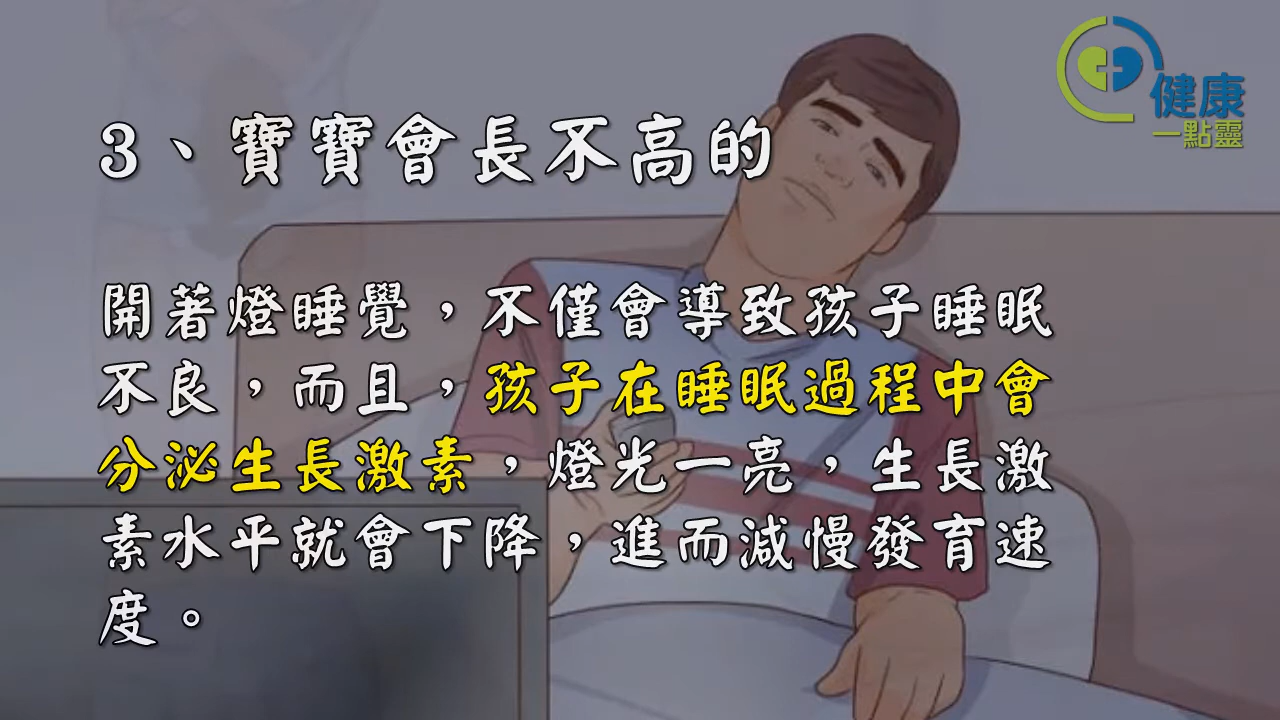 健康
一點靈
3、寶寶會長不高的
開著燈睡覺，不僅會導致孩子睡眠
不良，而且，孩子在睡眠過程中會
分泌生長激素，燈光一亮，生長激
素水平就會下降，進而減慢發育速
度。